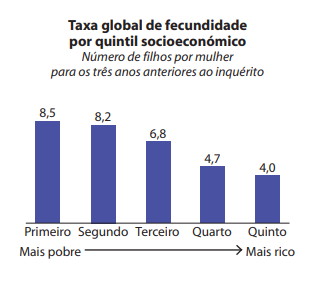 Taxa global de fecundidade
por quintil socioeconómico
Número de filhos por mulher
para os três anos anteriores ao inquérito
8,5
8,2
6,8
4,7
4,0
Primeiro Segundo Terceiro Quarto Quinto
Mais pobre Mais rico